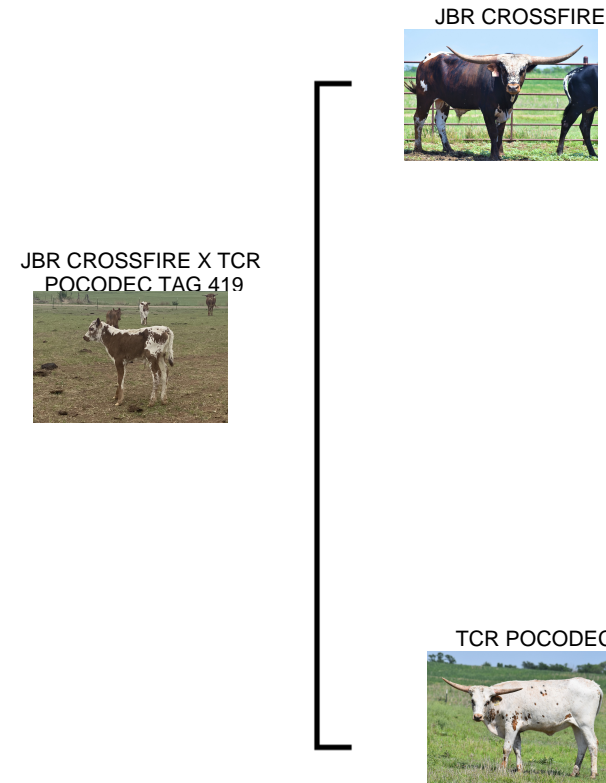 JBR CROSSFIRE
JBR CROSSFIRE X TCR
POCODEC TAG 419
TCR POCODEC